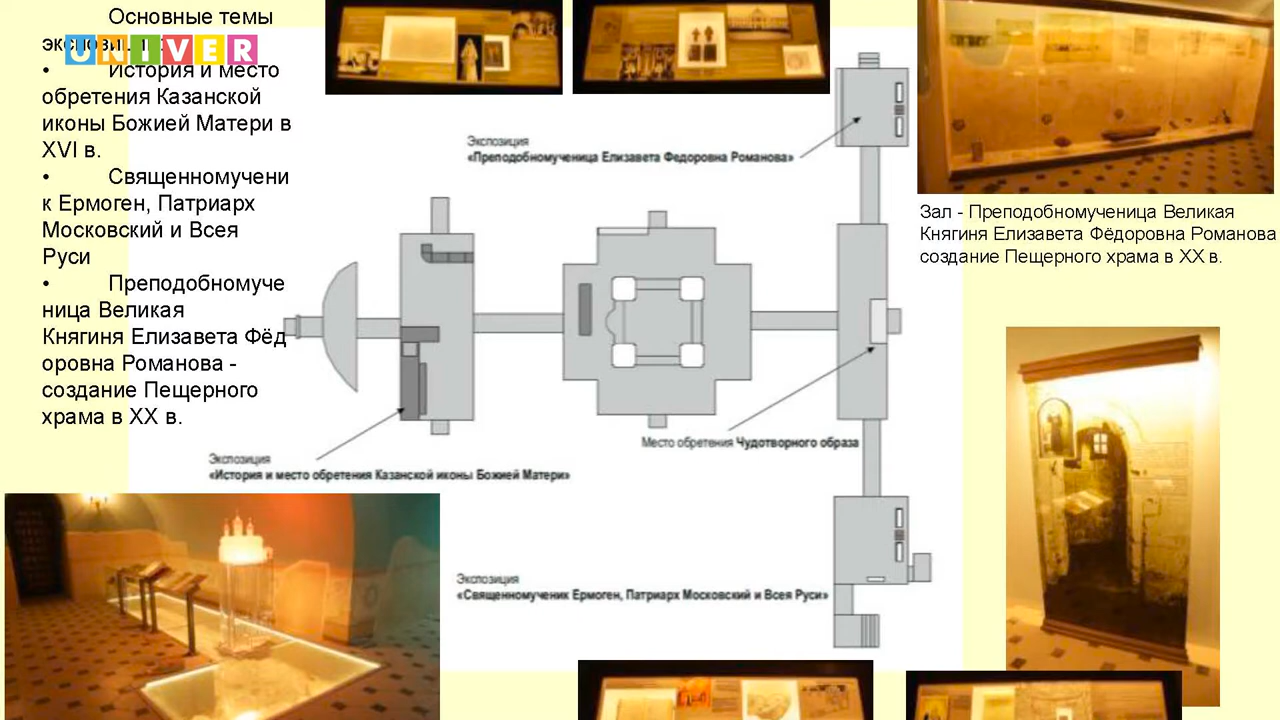 Основные темы
UNIVER
•	История и место
обретения Казанской
иконы Божией Матери в
XVI в.
•	Священномучени
к Ермоген, Патриарх
Московский и Всея
Руси
•	Преподобномуче
ница Великая
Княгиня Елизавета Фёд
оровна Романова -
создание Пещерного
храма в XX в.
Экспозиция
«Преподобномученица Елизавета Федоровна Романова»
Зал - Преподобномученица Великая
Княгиня Елизавета Фёдоровна Романова
создание Пещерного храма в XX в.
Место обретения Чудотворного образа
Экспозиция
«История и место обретения Казанской иконы Божией Матери»
Экспозиция
«Священномученик Ермоген, Патриарх Московский и Всея Руси»